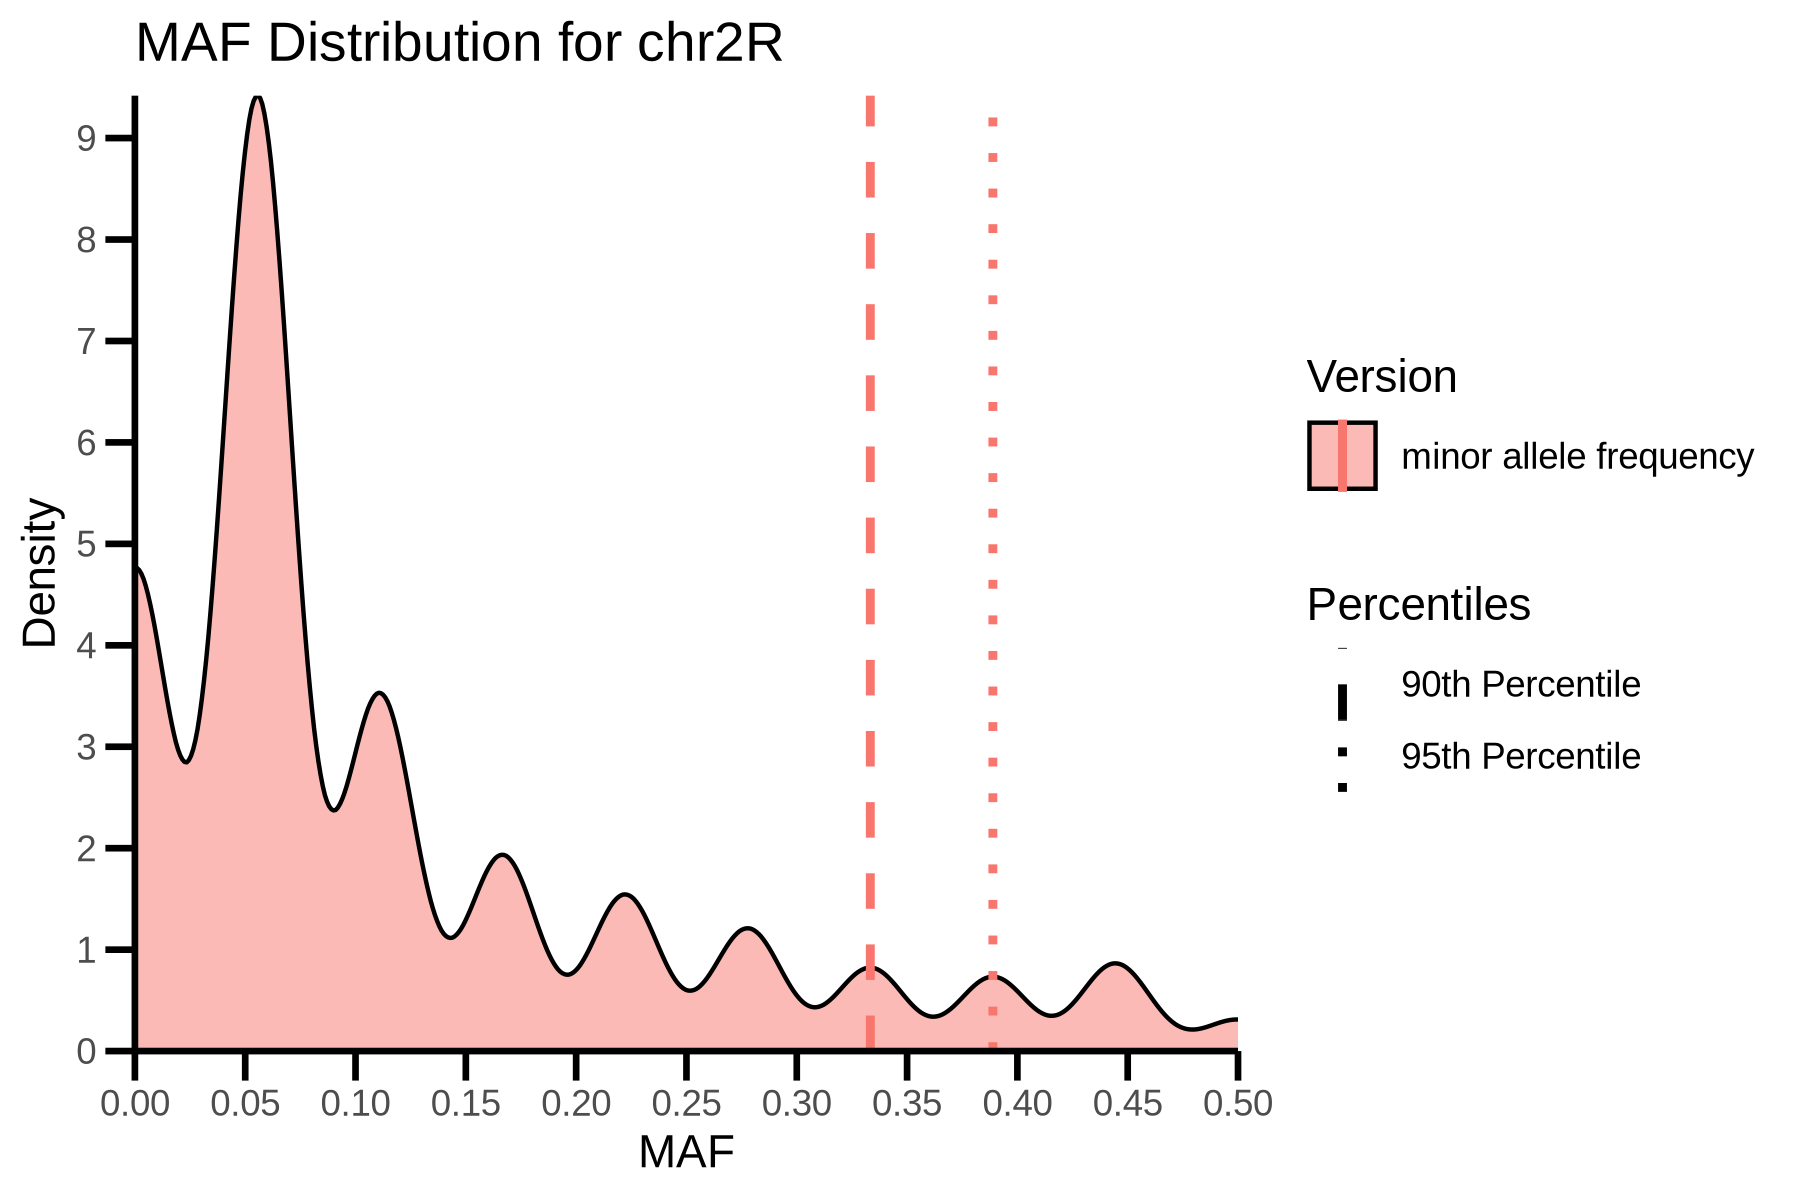 MAF Distribution for chr2R
Density
9
8
7
6
5
4
3
2
1
0
0.00 0.05 0.10 0.15 0.20 0.25 0.30 0.35 0.40 0.45 0.50
MAF
Version
minor allele frequency
Percentiles
90th Percentile
95th Percentile